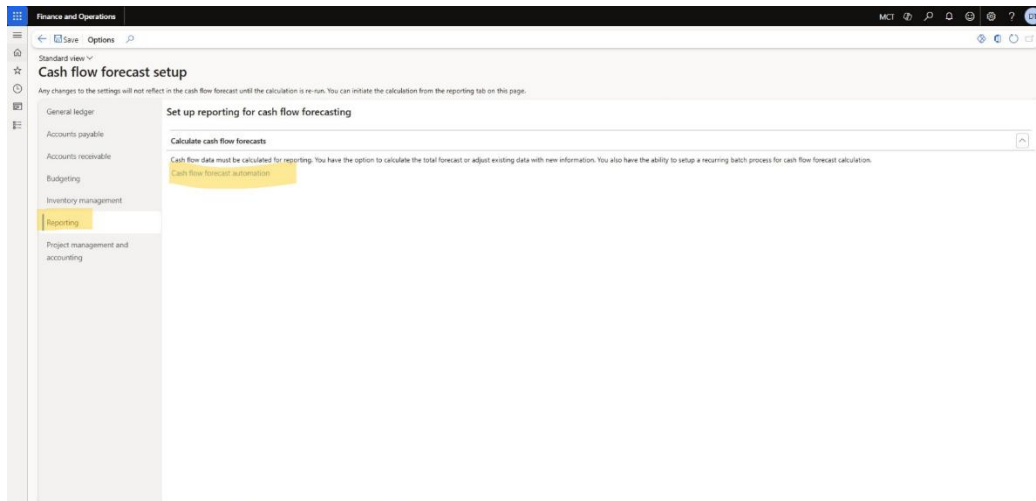 Finance and Operations
MCT
?
Save Options
Standard view
Cash flow forecast setup
Any changes to the settings will not reflect in the cash flow forecast until the calculation is re-run. You can initiate the calculation from the reporting tab on this page.
General ledger
Accounts payable
Accounts receivable
Budgeting
Inventory management
Reporting
Project management and
accounting
Set up reporting for cash flow forecasting
Calculate cash flow forecasts
Cash flow data must be calculated for reporting. You have the option to calculate the total forecast or adjust existing data with new information. You also have the ability to setup a recurring batch process for cash flow forecast calculation.
Cash flow forecast automation